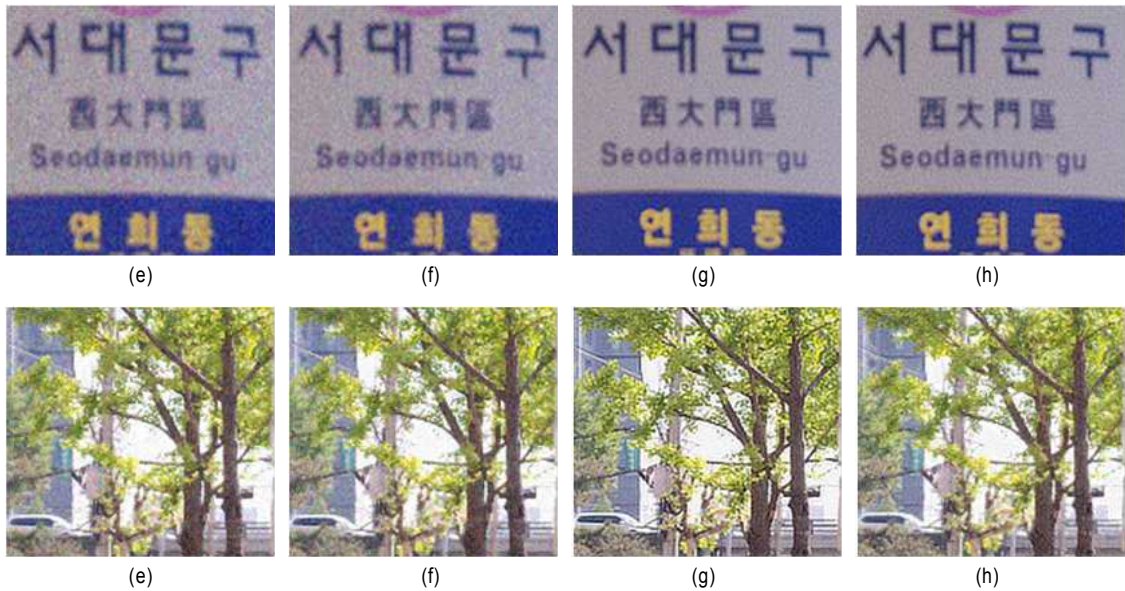 서대문구
西大門區
Seodaemun gu
연희동
(e)
서대문구
西大門區
Seodaemun gu
연희동
(f)
서대문구
西大門區
Seodaemun gu
연희동
(g)
서대문구
西大門區
Seodaemun gu
연희동
(h)
(e)
(f)
(g)
(h)